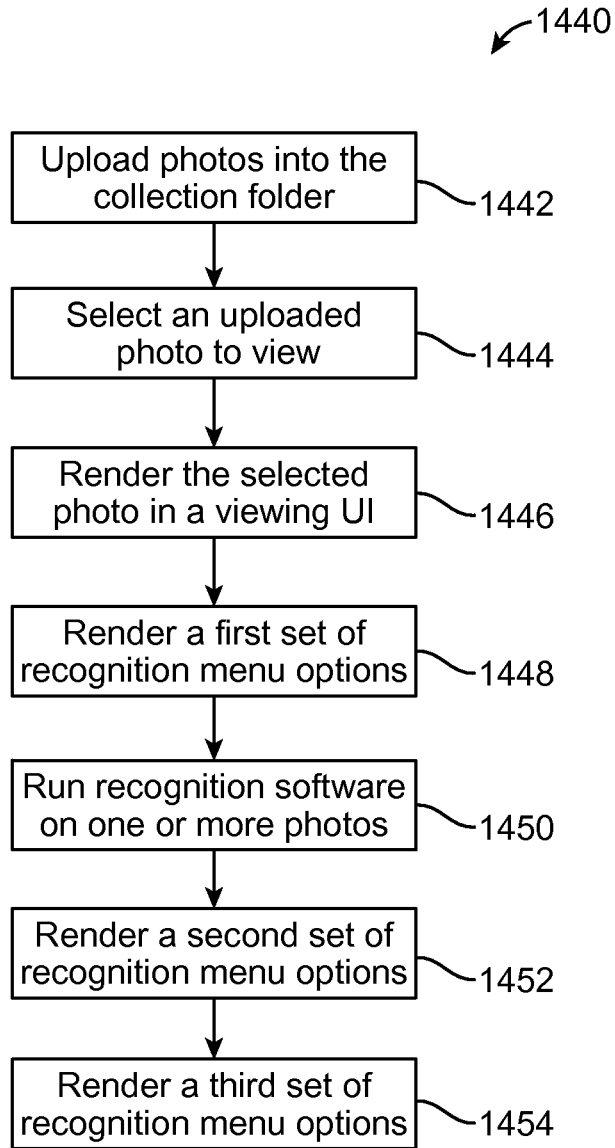 1440
Upload photos into the
collection folder
1442
Select an uploaded
photo to view
1444
Render the selected
photo in a viewing UI
1446
Render a first set of
recognition menu options
1448
Run recognition software
on one or more photos
1450
Render a second set of
recognition menu options
1452
Render a third set of
recognition menu options
1454